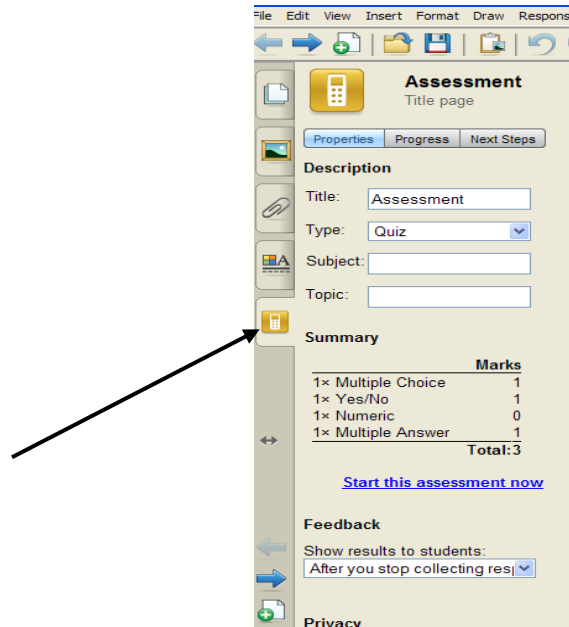 File Edit View Insert Format Draw Respons
Assessment
Title page
Properties Progress Next Steps
Description
Title: Assessment
Type: Quiz
Subject:
Topic:
Summary
Marks
1× Multiple Choice 1
1× Yes/No 1
1× Numeric 0
1× Multiple Answer 1
Total:3
Start this assessment now
Feedback
Show results to students:
After you stop collecting resp
Privacy